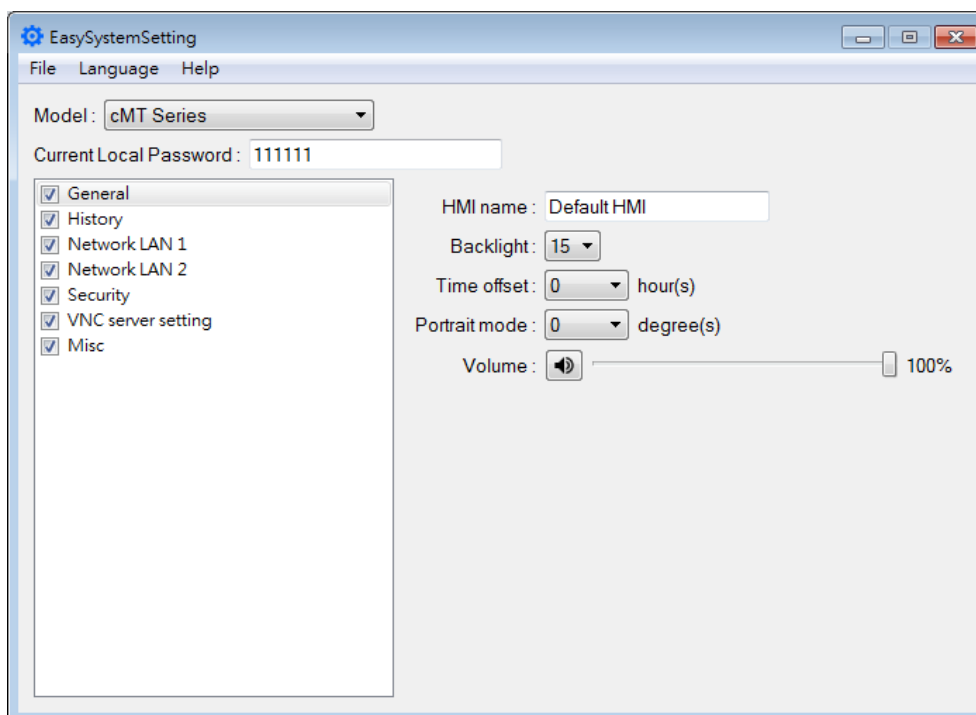 EasySystemSetting
File Language Help
Model : cMT Series
Current Local Password : 111111
General
History
Network LAN 1
Network LAN 2
Security
VNC server setting
Misc
HMI name : Default HMI
Backlight : 15
Time offset : 0 hour(s)
Portrait mode : 0 degree(s)
Volume : 100%